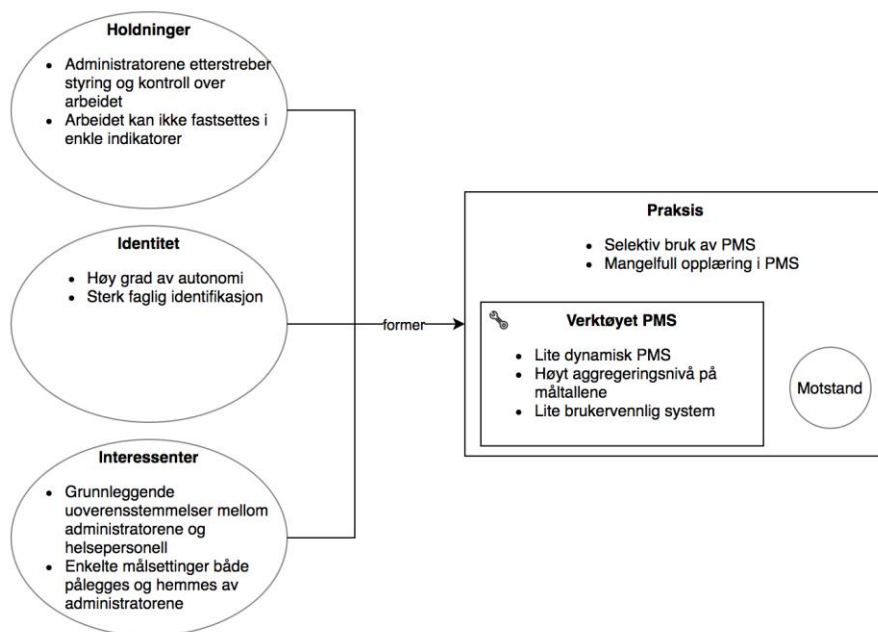 Holdninger
• Administratorene etterstreber
styring og kontroll over
arbeidet
• Arbeidet kan ikke fastsettes i
enkle indikatorer
Identitet
• Høy grad av autonomi
• Sterk faglig identifikasjon
Interessenter
• Grunnleggende
uoverensstemmelser mellom
administratorene og
helsepersonell
• Enkelte målsettinger både
pålegges og hemmes av
administratorene
former
Praksis
• Selektiv bruk av PMS
• Mangelfull opplæring i PMS
Verktøyet PMS
• Lite dynamisk PMS
• Høyt aggregeringsnivå på
måltallene
• Lite brukervennlig system
Motstand